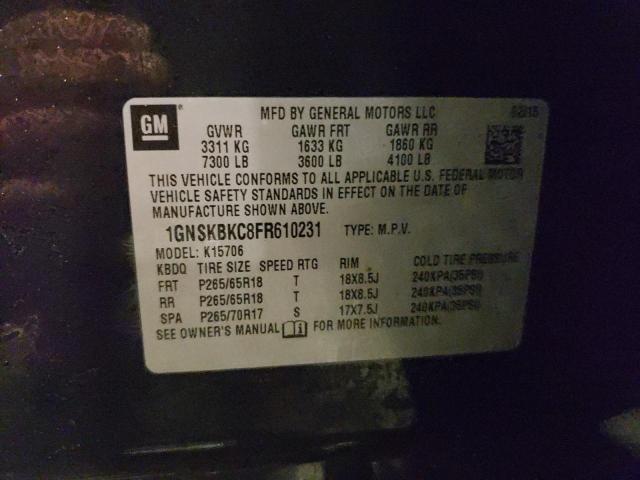 GM
MFD BY GENERAL MOTORS LLC 02/15
GVWR GAWR FRT GAWR RR
3311 KG 1633 KG 1860 KG
7300 LB 3600 LB 4100 LB
THIS VEHICLE CONFORMS TO ALL APPLICABLE U.S. FEDERAL MOTOR
VEHICLE SAFETY STANDARDS IN EFFECT ON THE DATE OF
MANUFACTURE SHOWN ABOVE.
1GNSKBKC8FR610231 TYPE: M.P.V.
MODEL: K15706
KBDQ TIRE SIZE SPEED RTG RIM COLD TIRE PRESSURE
FRT P265/65R18 T 18X8.5J 240KPA(35PSI)
RR P265/65R18 T 18X8.5J 240KPA(35PSI)
SPA P265/70R17 S 17X7.5J 240KPA(35PSI)
SEE OWNER'S MANUAL FOR MORE INFORMATION.